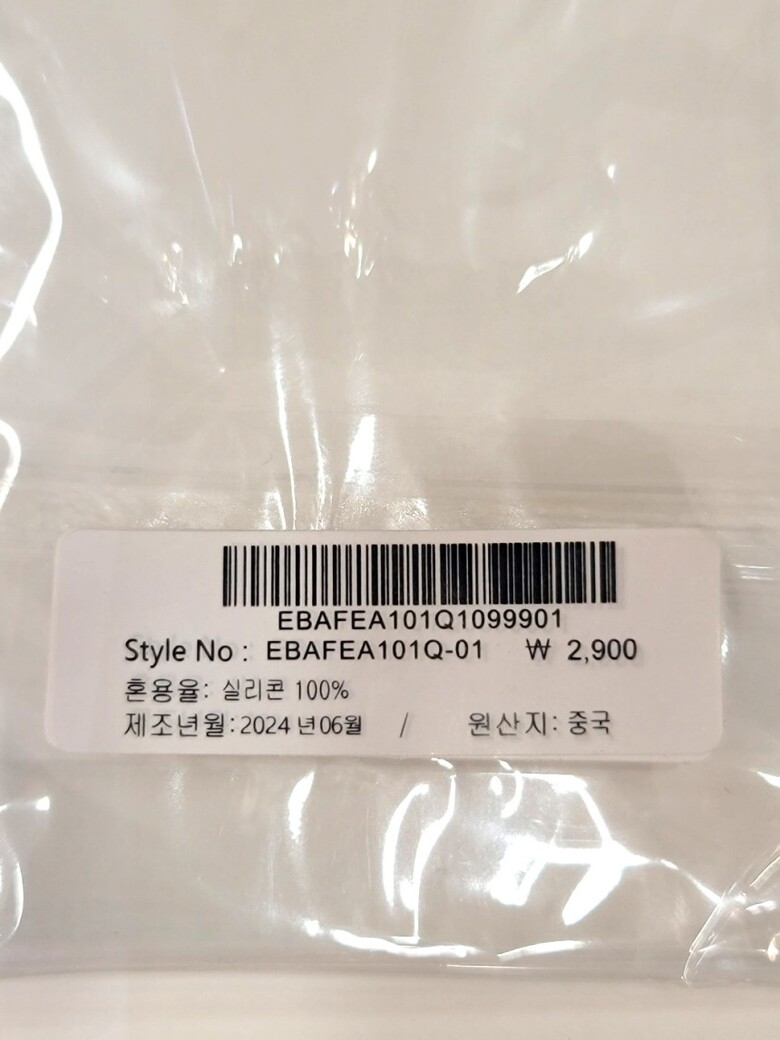 EBAFEA101Q1099901
Style No : EBAFEA101Q-01 ₩ 2,900
혼용율: 실리콘 100%
제조년월:2024 년06월 / 원산지: 중국